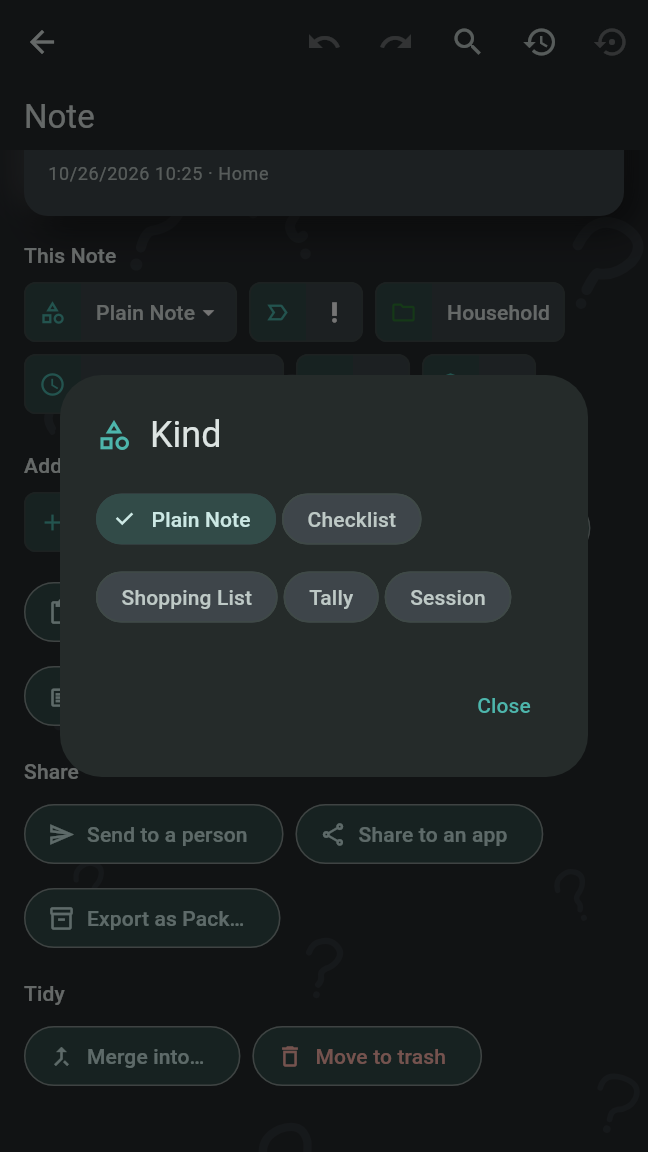 Note
10/26/2026 10:25 · Home
This Note
Plain Note
Household
Add
Kind
Plain Note
Checklist
Shopping List
Tally
Session
Close
Share
Send to a person
Share to an app
Export as Pack…
Tidy
Merge into…
Move to trash